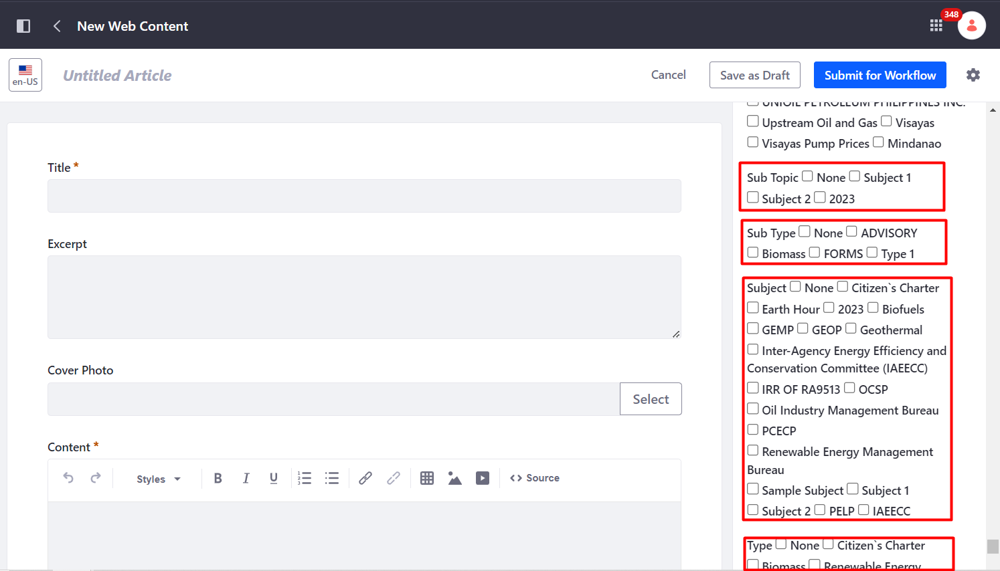 New Web Content
348
en-US
Untitled Article
Cancel
Save as Draft
Submit for Workflow
Title *
Excerpt
Cover Photo
Select
Content *
Styles
B I U
Source
UNIOIL PETROLEUM PHILIPPINES INC.
Upstream Oil and Gas Visayas
Visayas Pump Prices Mindanao
Sub Topic None Subject 1
Subject 2 2023
Sub Type None ADVISORY
Biomass FORMS Type 1
Subject None Citizen`s Charter
Earth Hour 2023 Biofuels
GEMP GEOP Geothermal
Inter-Agency Energy Efficiency and
Conservation Committee (IAEECC)
IRR OF RA9513 OCSP
Oil Industry Management Bureau
PCECP
Renewable Energy Management
Bureau
Sample Subject Subject 1
Subject 2 PELP IAEECC
Type None Citizen`s Charter
Biomass Renewable Energy